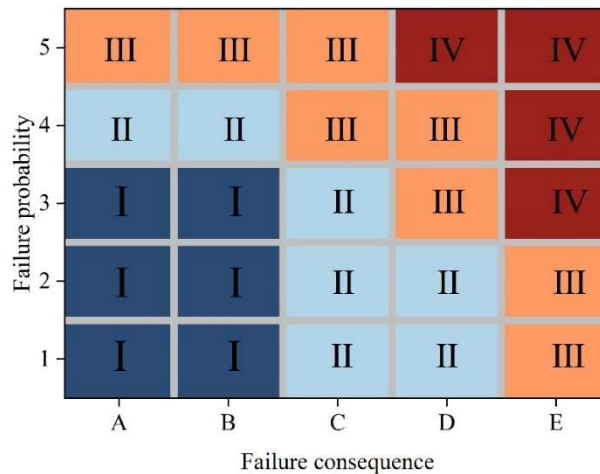 Failure probability
5 III III III IV IV
4 II II III III IV
3 I I II III IV
2 I I II II III
1 I I II II III
A B C D E
Failure consequence